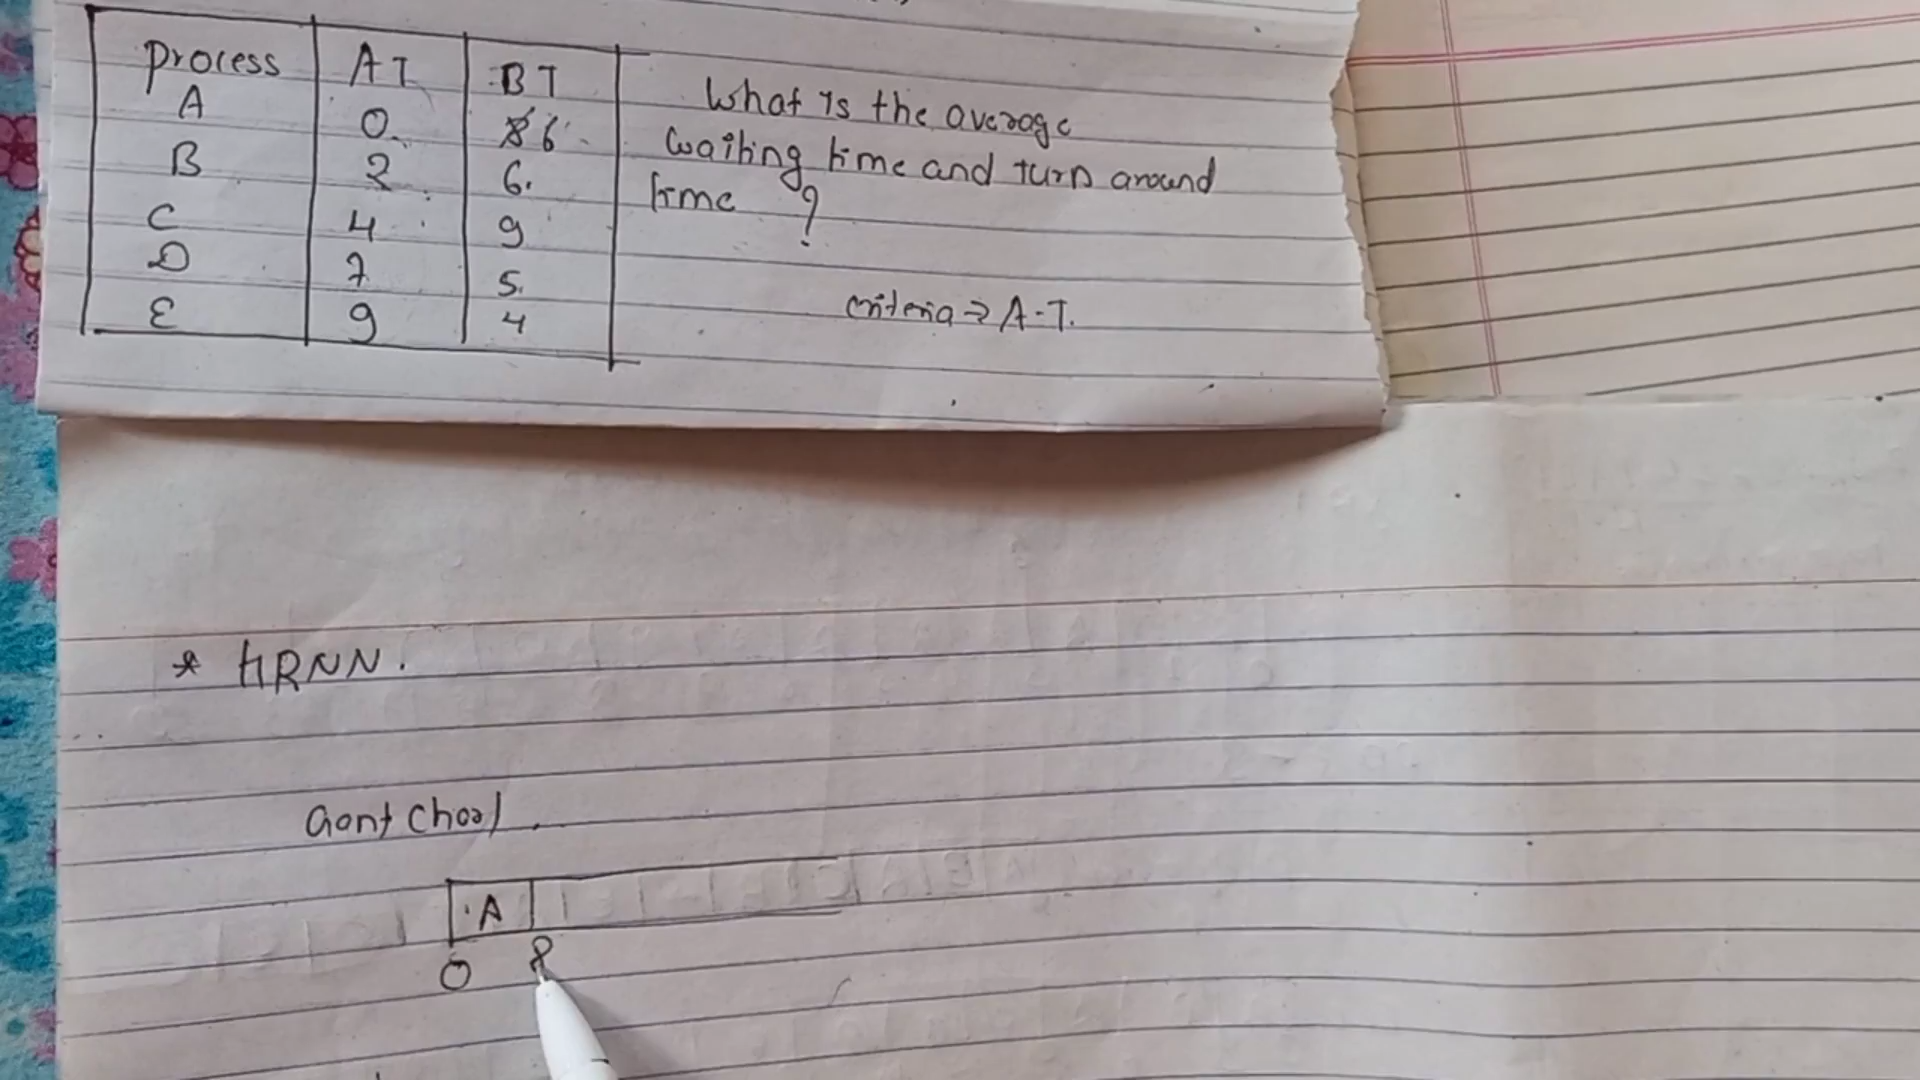 Process AT BT
A 0 6
B 2 6
C 4 9
D 7 5
E 9 4
What is the average
waiting time and turn around
time ?
criteria → A-T.
* HRNN.
Gant Chart
A
0 8